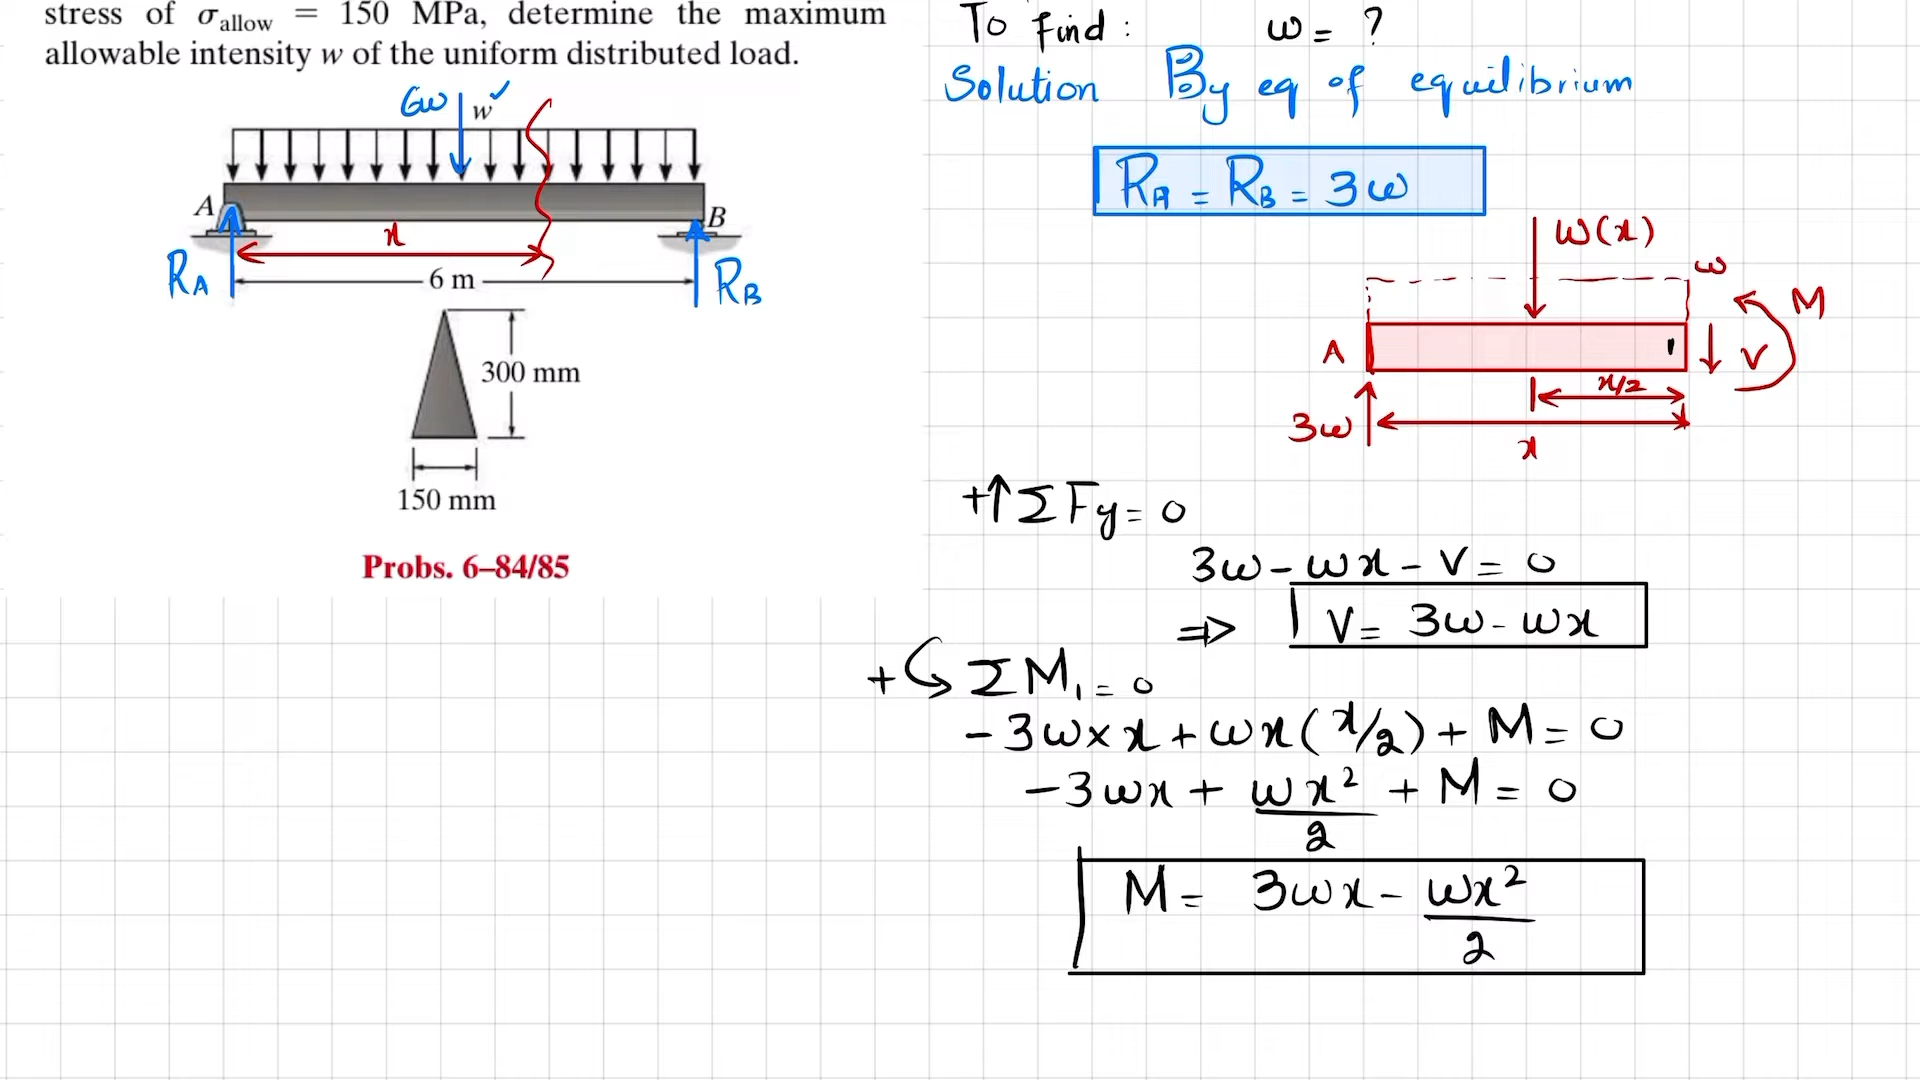 stress of σallow = 150 MPa, determine the maximum
allowable intensity w of the uniform distributed load.
6w
w ✓
A
B
x
RA
6 m
RB
300 mm
150 mm
Probs. 6–84/85
To find : w = ?
Solution By eq of equilibrium
RA = RB = 3w
w(x)
w
M
A
V
x/2
3w
x
+↑ΣFy = 0
3w - wx - V = 0
⇒ V = 3w - wx
+↺ ΣM1 = 0
-3w×x + wx(x/2) + M = 0
-3wx + wx²/2 + M = 0
M = 3wx - wx²/2